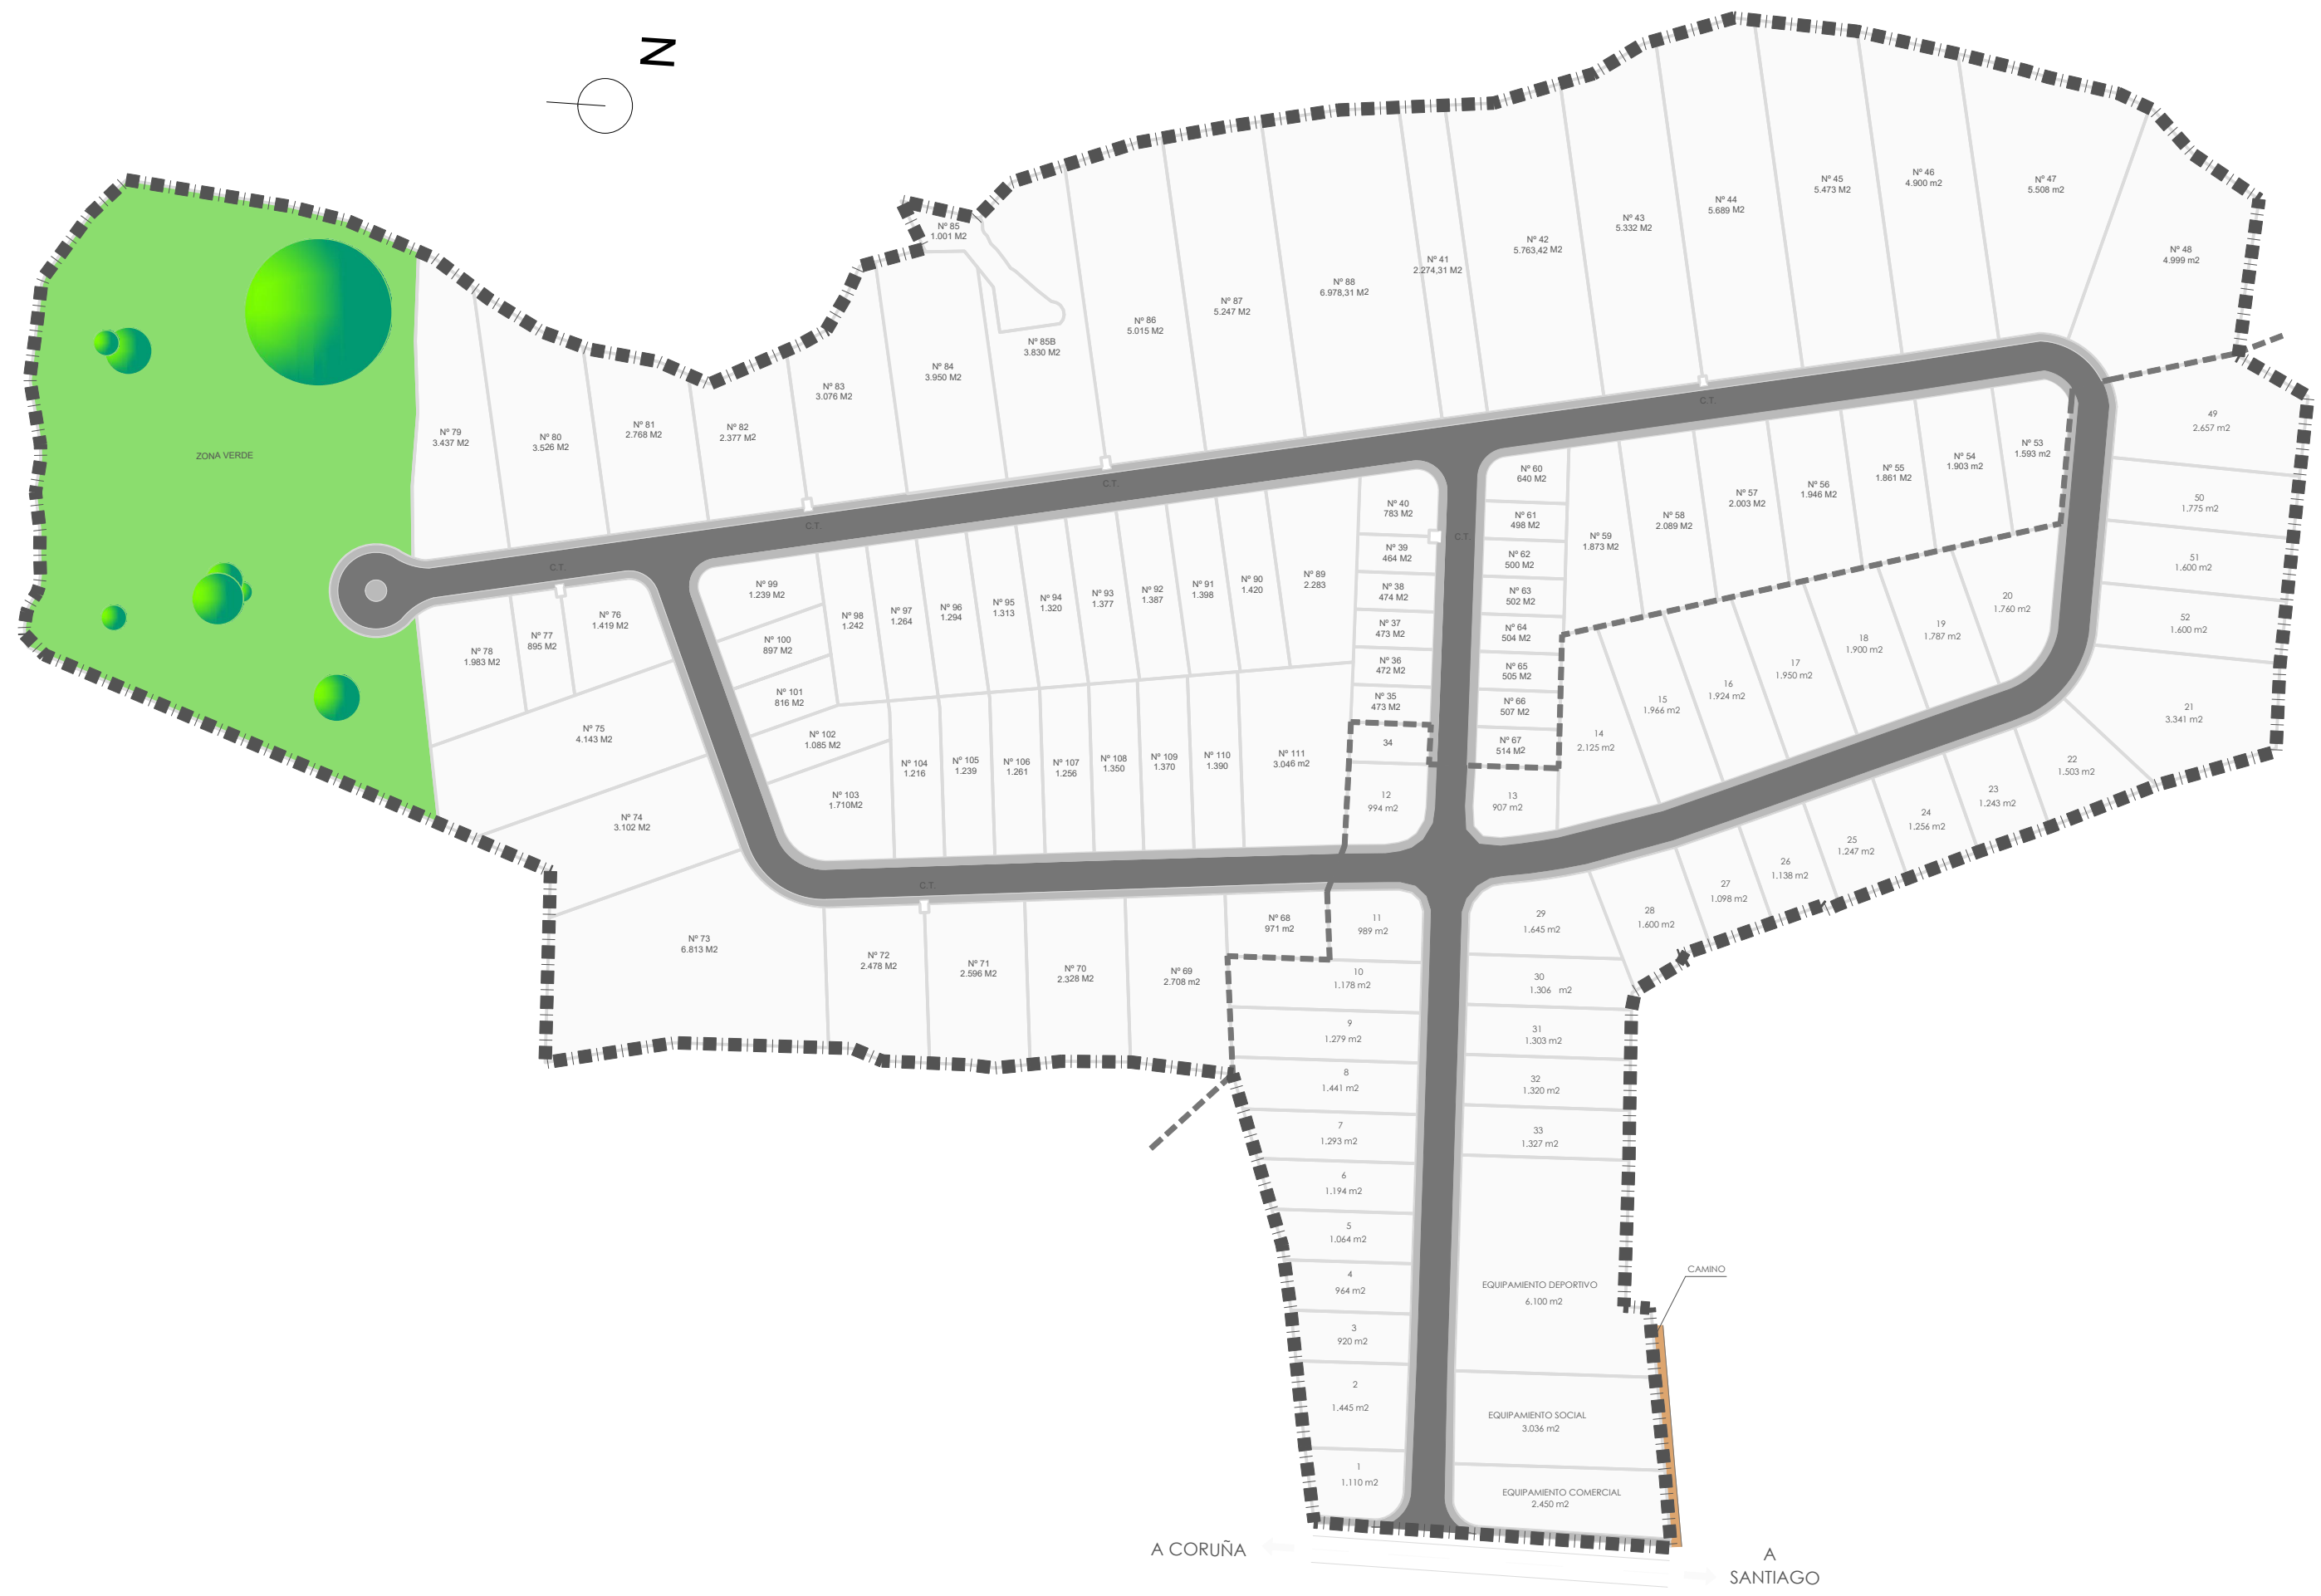 N
ZONA VERDE
Nº 79
3.437 M2
Nº 80
3.526 M2
Nº 81
2.768 M2
Nº 82
2.377 M2
Nº 83
3.076 M2
Nº 84
3.950 M2
Nº 85
1.001 M2
Nº 85B
3.830 M2
Nº 86
5.015 M2
Nº 87
5.247 M2
Nº 88
6.978,31 M2
Nº 41
2.274,31 M2
Nº 42
5.763,42 M2
Nº 43
5.332 M2
Nº 44
5.689 M2
Nº 45
5.473 M2
Nº 46
4.900 m2
Nº 47
5.508 m2
Nº 48
4.999 m2
49
2.657 m2
50
1.775 m2
51
1.600 m2
52
1.600 m2
21
3.341 m2
C.T.
C.T.
C.T.
C.T.
C.T.
C.T.
Nº 78
1.983 M2
Nº 77
895 M2
Nº 76
1.419 M2
Nº 75
4.143 M2
Nº 74
3.102 M2
Nº 73
6.813 M2
Nº 99
1.239 M2
Nº 100
897 M2
Nº 101
816 M2
Nº 102
1.085 M2
Nº 103
1.710M2
Nº 98
1.242
Nº 97
1.264
Nº 96
1.294
Nº 95
1.313
Nº 94
1.320
Nº 93
1.377
Nº 92
1.387
Nº 91
1.398
Nº 90
1.420
Nº 89
2.283
Nº 104
1.216
Nº 105
1.239
Nº 106
1.261
Nº 107
1.256
Nº 108
1.350
Nº 109
1.370
Nº 110
1.390
Nº 111
3.046 m2
Nº 40
783 M2
Nº 39
464 M2
Nº 38
474 M2
Nº 37
473 M2
Nº 36
472 M2
Nº 35
473 M2
34
12
994 m2
Nº 60
640 M2
Nº 61
498 M2
Nº 62
500 M2
Nº 63
502 M2
Nº 64
504 M2
Nº 65
505 M2
Nº 66
507 M2
Nº 67
514 M2
13
907 m2
Nº 59
1.873 M2
Nº 58
2.089 M2
Nº 57
2.003 M2
Nº 56
1.946 M2
Nº 55
1.861 M2
Nº 54
1.903 m2
Nº 53
1.593 m2
14
2.125 m2
15
1.966 m2
16
1.924 m2
17
1.950 m2
18
1.900 m2
19
1.787 m2
20
1.760 m2
22
1.503 m2
23
1.243 m2
24
1.256 m2
25
1.247 m2
26
1.138 m2
27
1.098 m2
28
1.600 m2
29
1.645 m2
30
1.306 m2
31
1.303 m2
32
1.320 m2
33
1.327 m2
Nº 72
2.478 M2
Nº 71
2.596 M2
Nº 70
2.328 M2
Nº 69
2.708 m2
Nº 68
971 m2
11
989 m2
10
1.178 m2
9
1.279 m2
8
1.441 m2
7
1.293 m2
6
1.194 m2
5
1.064 m2
4
964 m2
3
920 m2
2
1.445 m2
1
1.110 m2
EQUIPAMIENTO DEPORTIVO
6.100 m2
EQUIPAMIENTO SOCIAL
3.036 m2
EQUIPAMIENTO COMERCIAL
2.450 m2
CAMINO
A CORUÑA
A
SANTIAGO